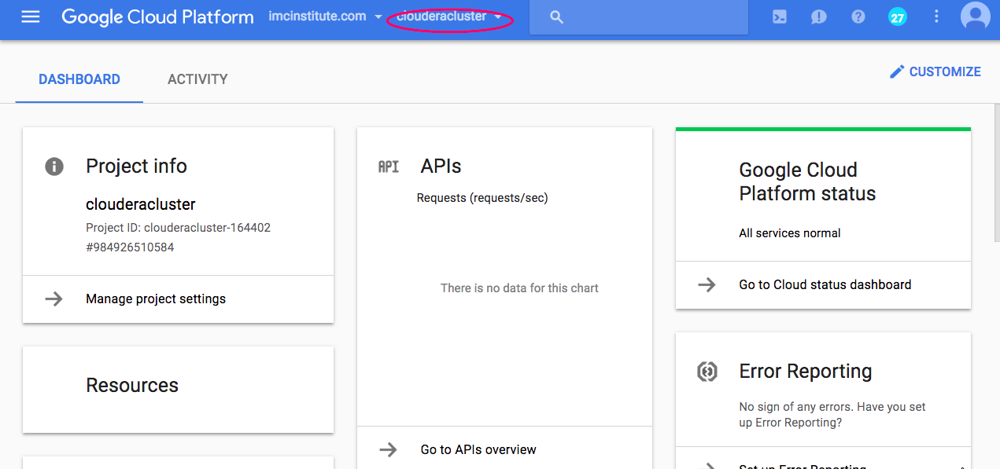 Google Cloud Platform imcinstitute.com clouderacluster 27
DASHBOARD ACTIVITY CUSTOMIZE
Project info
clouderacluster
Project ID: clouderacluster-164402
#984926510584
Manage project settings
Resources
API APIs
Requests (requests/sec)
There is no data for this chart
Go to APIs overview
Google Cloud
Platform status
All services normal
Go to Cloud status dashboard
Error Reporting
No sign of any errors. Have you set
up Error Reporting?
Set up Error Reporting